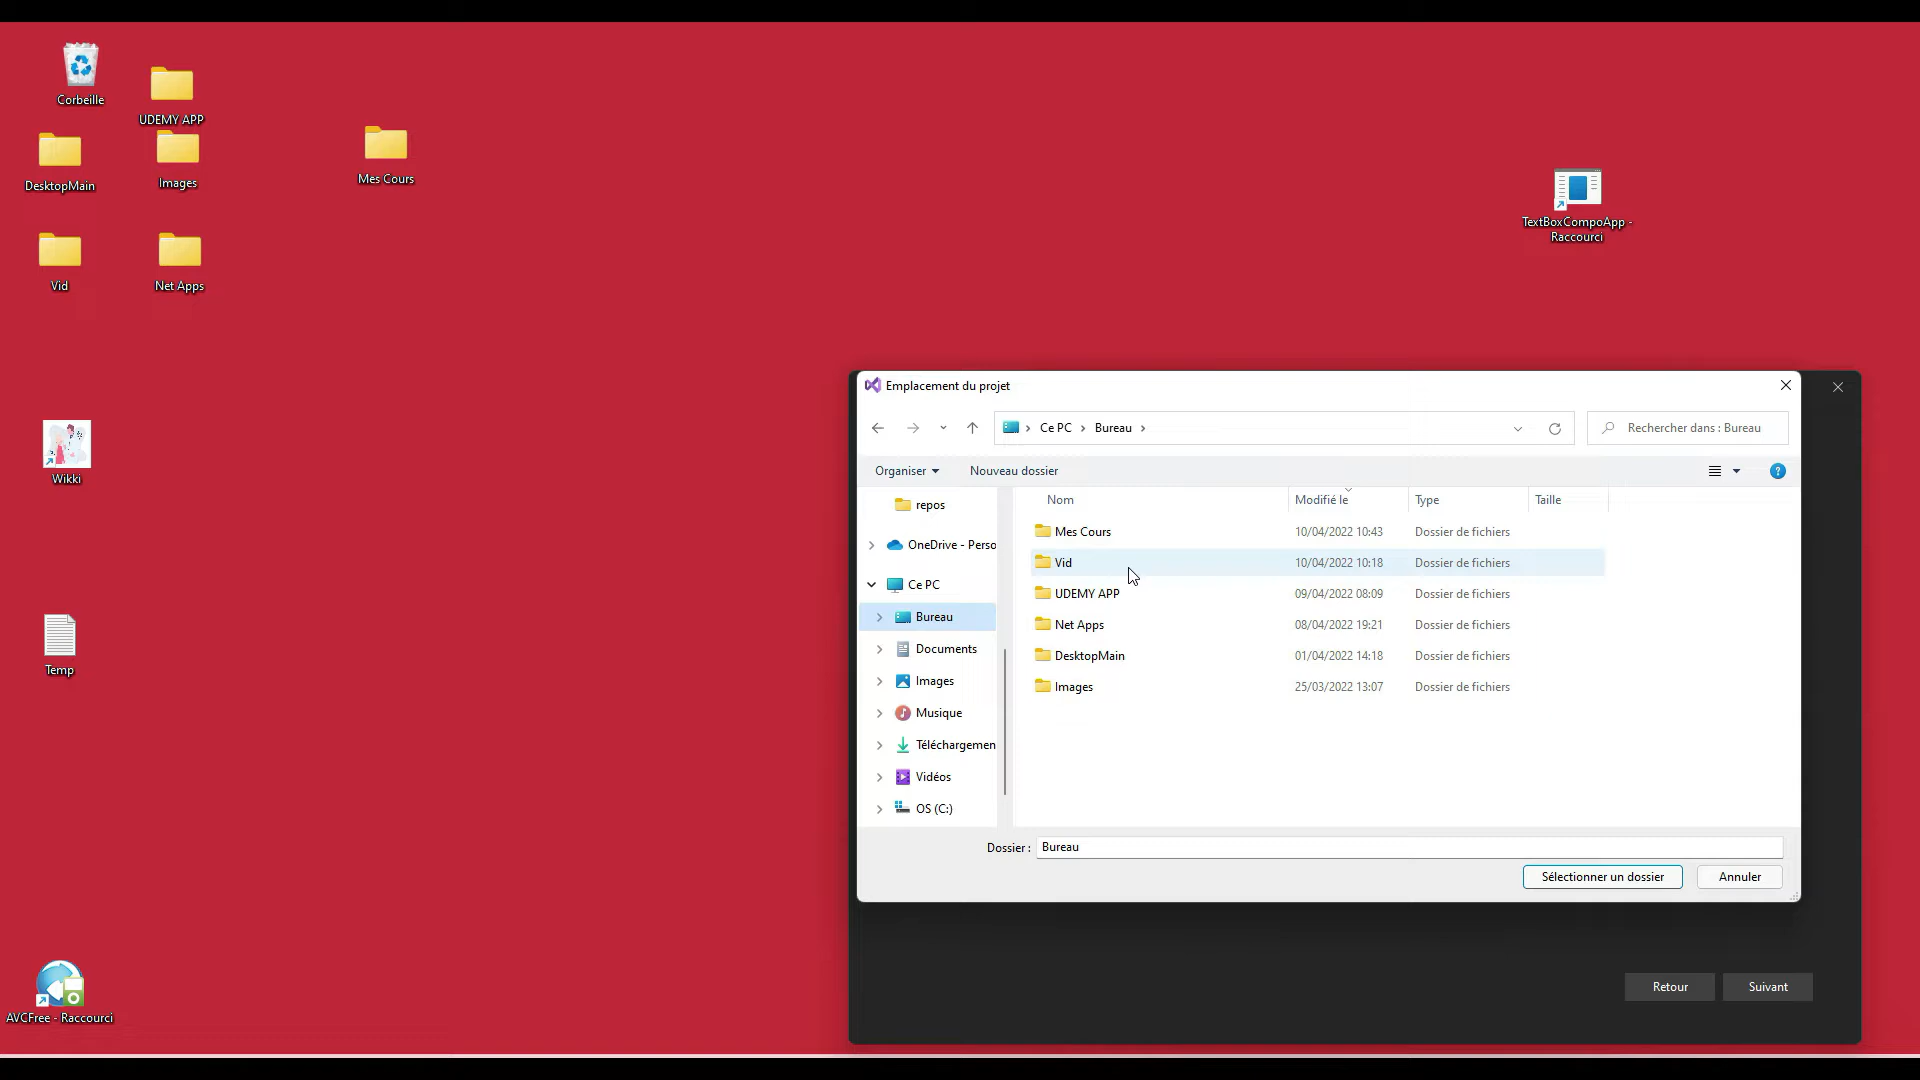 Corbeille
UDEMY APP
DesktopMain
Images
Mes Cours
TextBoxCompoApp -
Raccourci
Vid
Net Apps
Wikki
Temp
AVCFree - Raccourci
Emplacement du projet
Ce PC
Bureau
Rechercher dans : Bureau
Organiser
Nouveau dossier
?
repos
OneDrive - Perso
Ce PC
Bureau
Documents
Images
Musique
Téléchargemen
Vidéos
OS (C:)
Nom Modifié le Type Taille
Mes Cours 10/04/2022 10:43 Dossier de fichiers
Vid 10/04/2022 10:18 Dossier de fichiers
UDEMY APP 09/04/2022 08:09 Dossier de fichiers
Net Apps 08/04/2022 19:21 Dossier de fichiers
DesktopMain 01/04/2022 14:18 Dossier de fichiers
Images 25/03/2022 13:07 Dossier de fichiers
Dossier : Bureau
Sélectionner un dossier Annuler
Retour Suivant